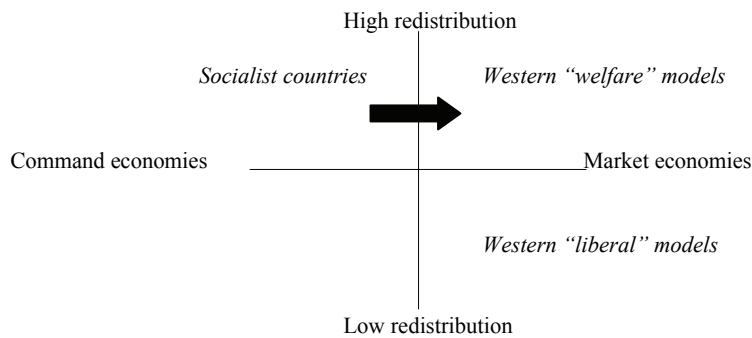 High redistribution
Socialist countries
Western “welfare” models
Command economies
Market economies
Western “liberal” models
Low redistribution